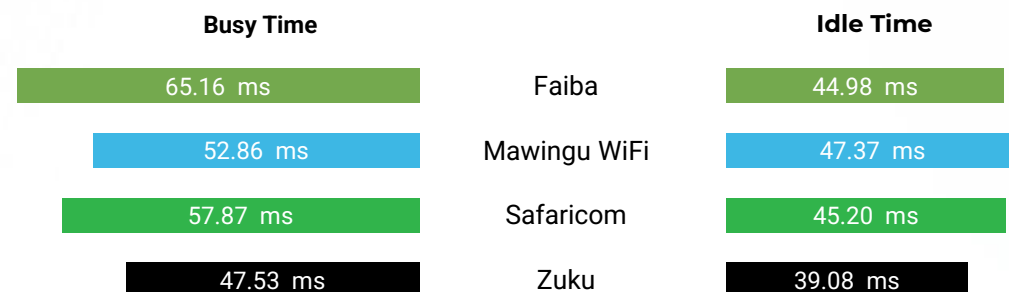 Busy Time Idle Time
65.16 ms Faiba 44.98 ms
52.86 ms Mawingu WiFi 47.37 ms
57.87 ms Safaricom 45.20 ms
47.53 ms Zuku 39.08 ms